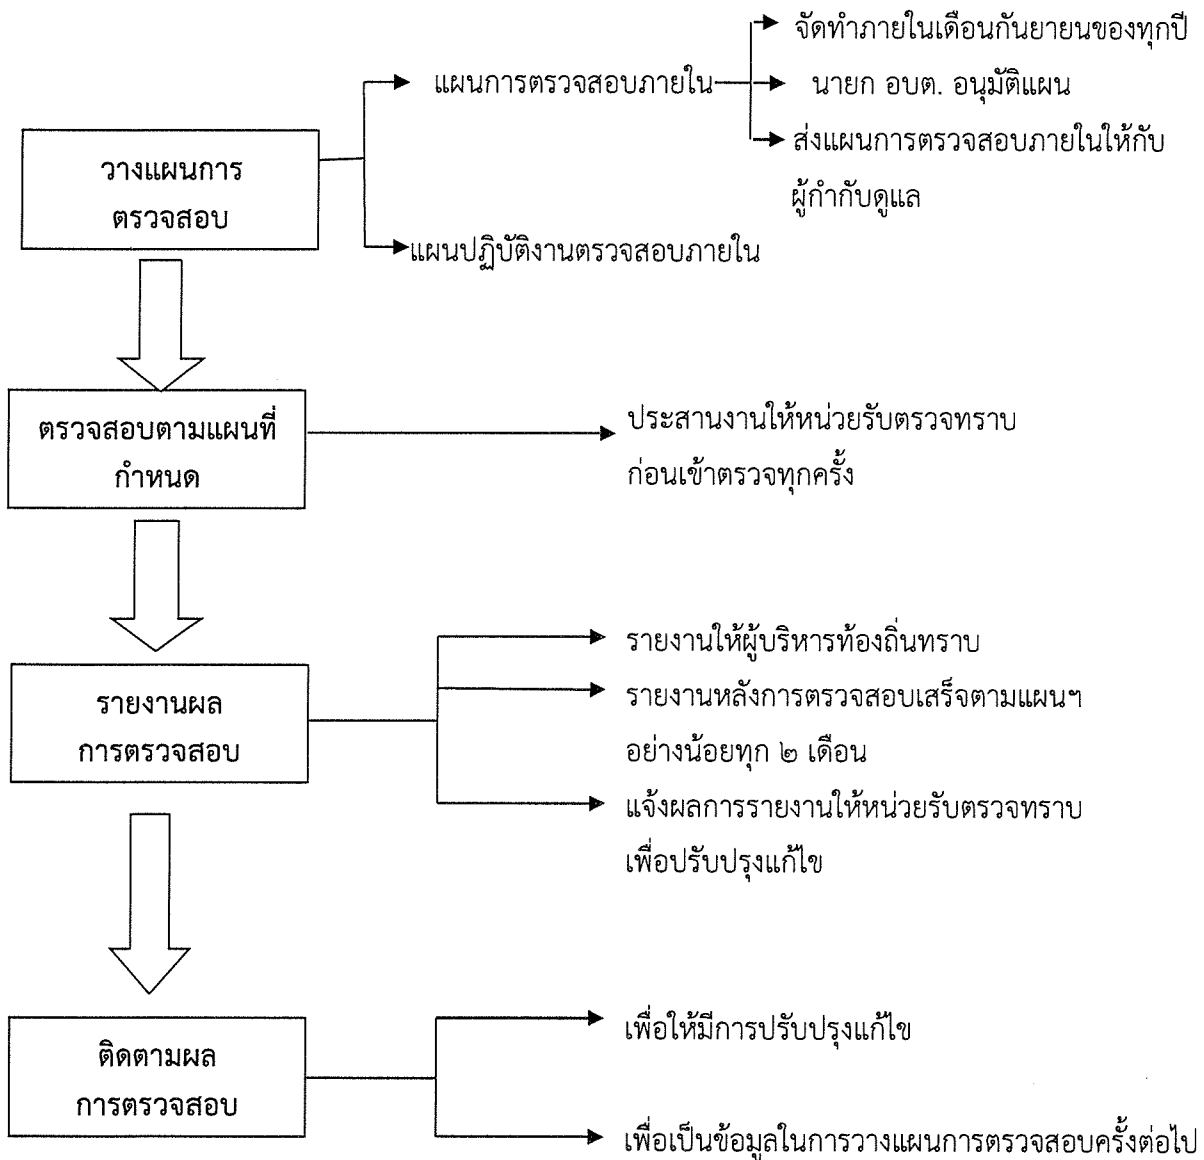 จัดทำภายในเดือนกันยายนของทุกปี
แผนการตรวจสอบภายใน
นายก อบต. อนุมัติแผน
ส่งแผนการตรวจสอบภายในให้กับ
ผู้กำกับดูแล
วางแผนการ
ตรวจสอบ
แผนปฏิบัติงานตรวจสอบภายใน
ตรวจสอบตามแผนที่
กำหนด
ประสานงานให้หน่วยรับตรวจทราบ
ก่อนเข้าตรวจทุกครั้ง
รายงานผล
การตรวจสอบ
รายงานให้ผู้บริหารท้องถิ่นทราบ
รายงานหลังการตรวจสอบเสร็จตามแผนฯ
อย่างน้อยทุก ๒ เดือน
แจ้งผลการรายงานให้หน่วยรับตรวจทราบ
เพื่อปรับปรุงแก้ไข
ติดตามผล
การตรวจสอบ
เพื่อให้มีการปรับปรุงแก้ไข
เพื่อเป็นข้อมูลในการวางแผนการตรวจสอบครั้งต่อไป